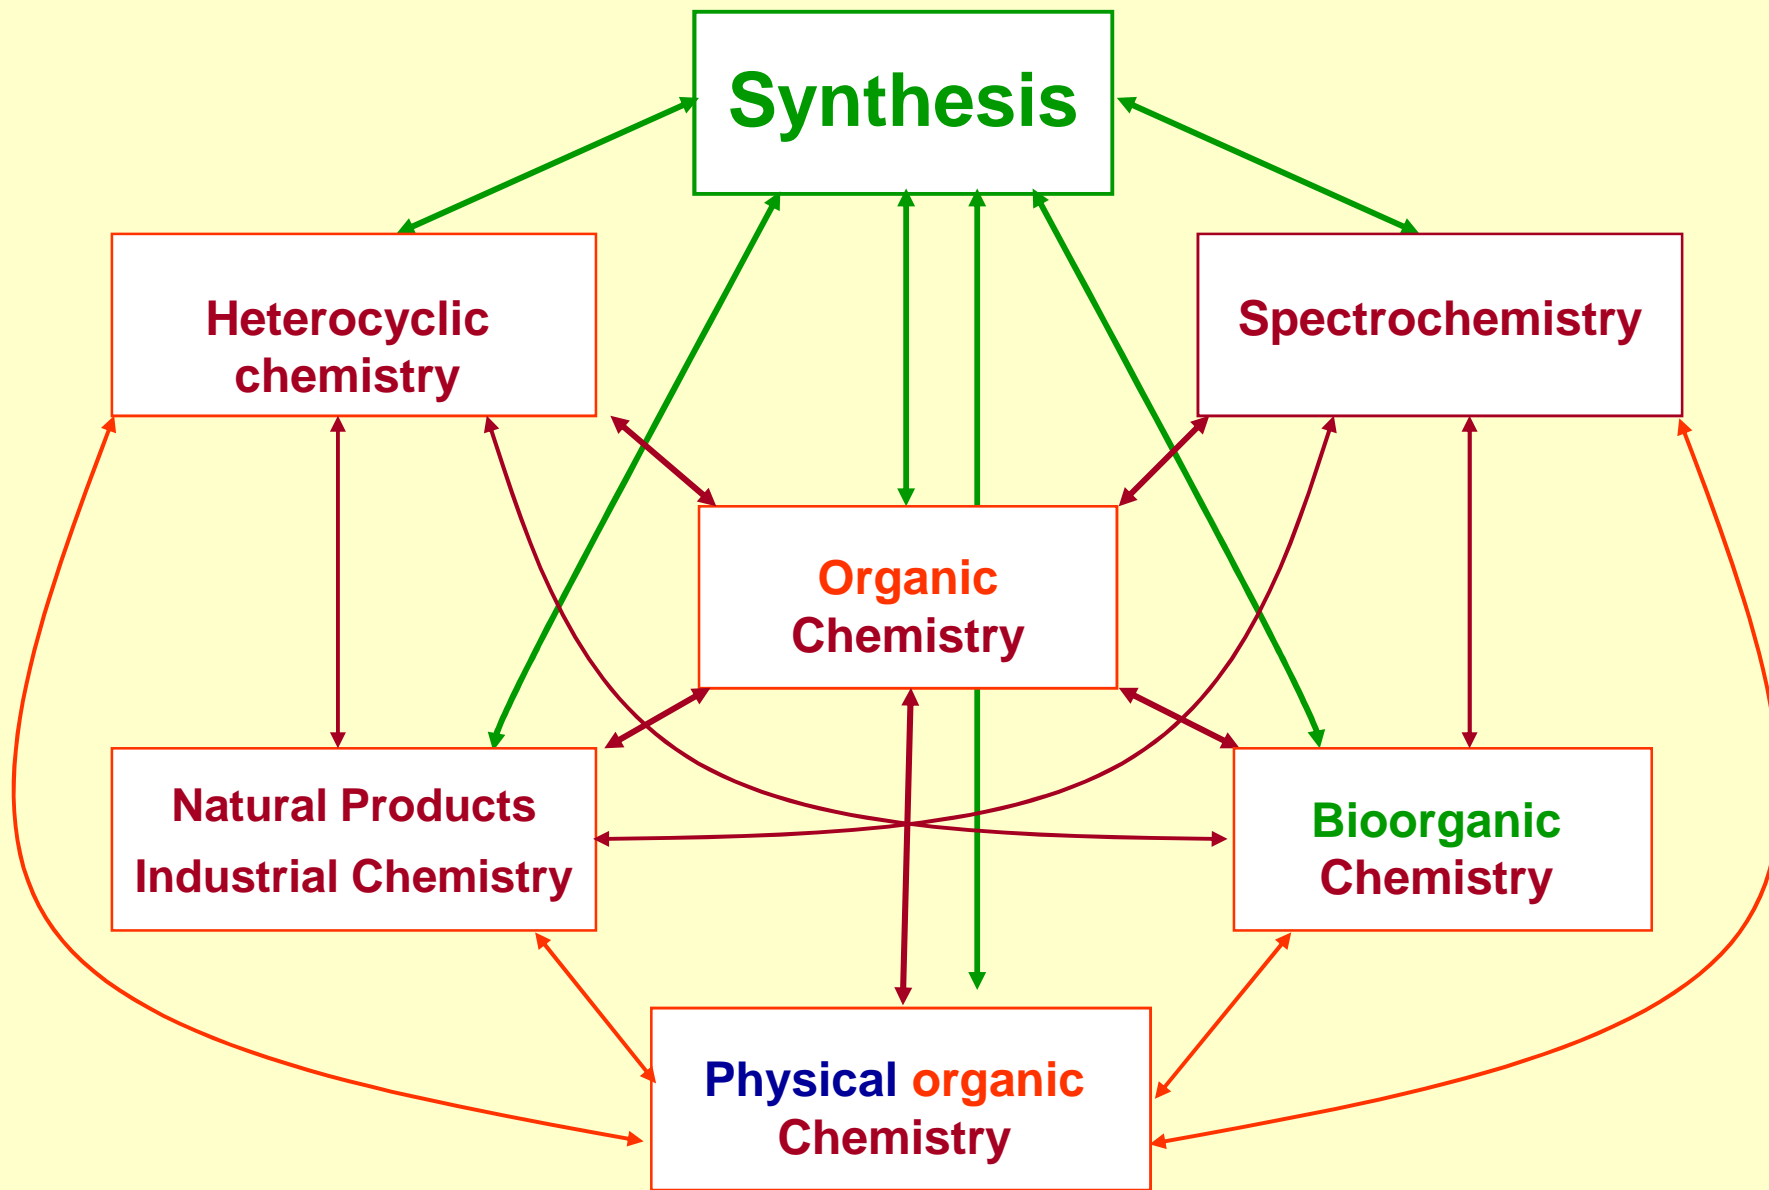 Synthesis
Heterocyclic
chemistry
Spectrochemistry
Organic
Chemistry
Natural Products
Industrial Chemistry
Bioorganic
Chemistry
Physical organic
Chemistry